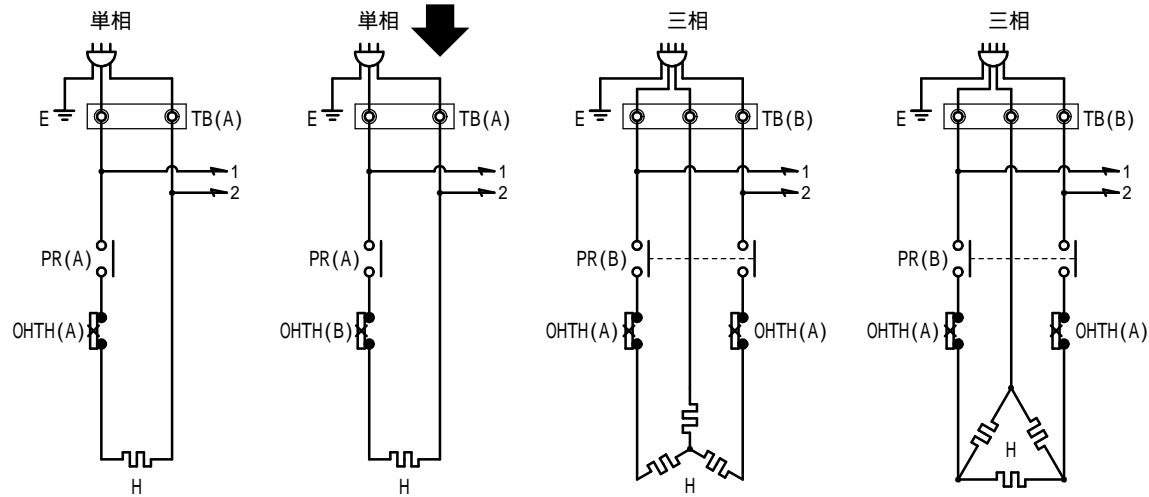 単相 単相 三相 三相
E TB(A) E TB(A) E TB(B) E TB(B)
1 1 1 1
2 2 2 2
PR(A) PR(A) PR(B) PR(B)
OHTH(A) OHTH(B) OHTH(A) OHTH(A) OHTH(A) OHTH(A)
H
H H H